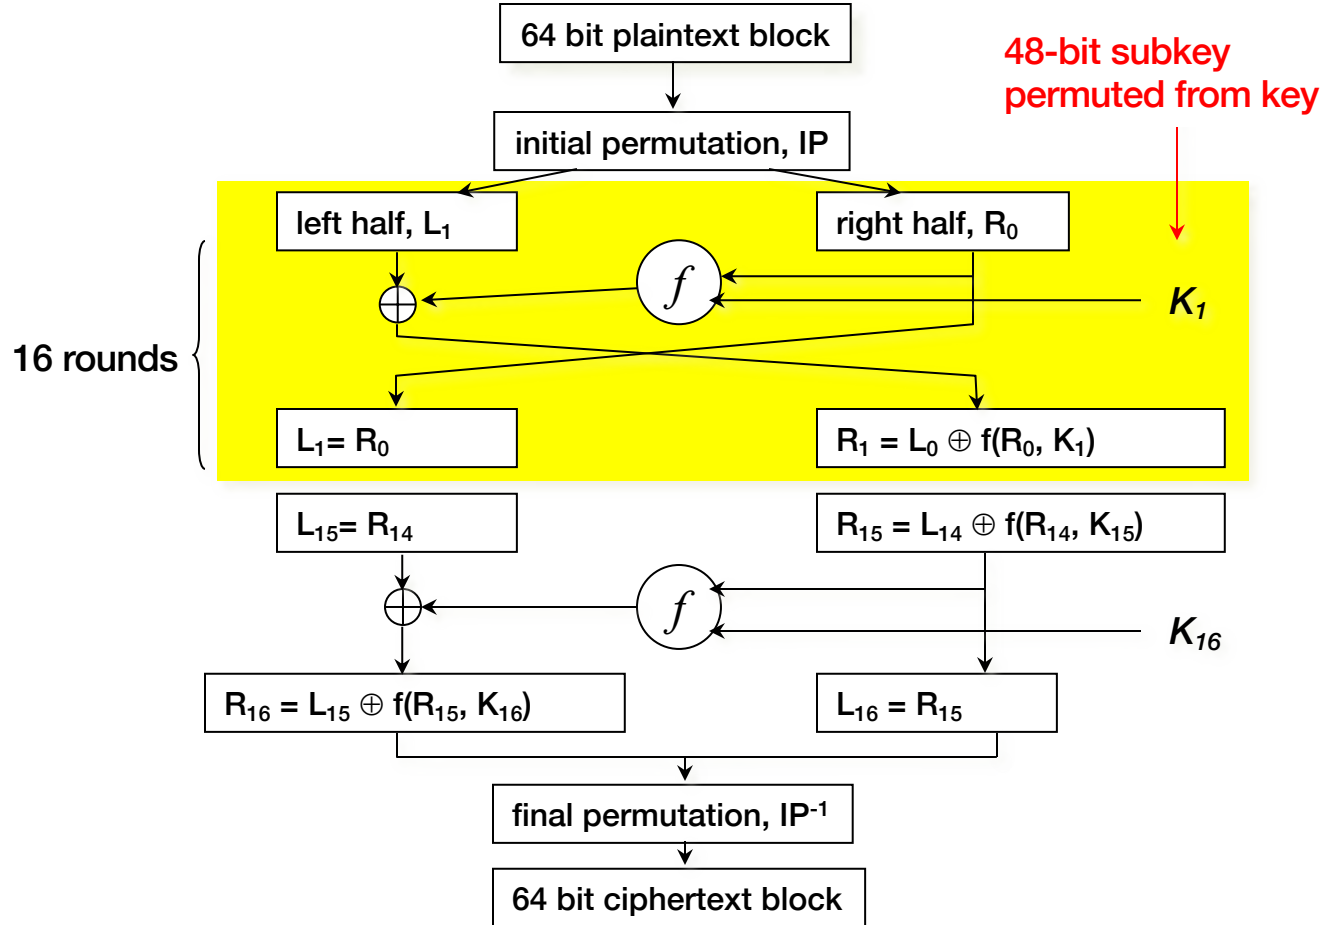 64 bit plaintext block
48-bit subkey
permuted from key
initial permutation, IP
left half, L₁
right half, R₀
f
K₁
16 rounds
L₁= R₀
R₁ = L₀ ⊕ f(R₀, K₁)
L₁₅= R₁₄
R₁₅ = L₁₄ ⊕ f(R₁₄, K₁₅)
f
K₁₆
R₁₆ = L₁₅ ⊕ f(R₁₅, K₁₆)
L₁₆ = R₁₅
final permutation, IP⁻¹
64 bit ciphertext block